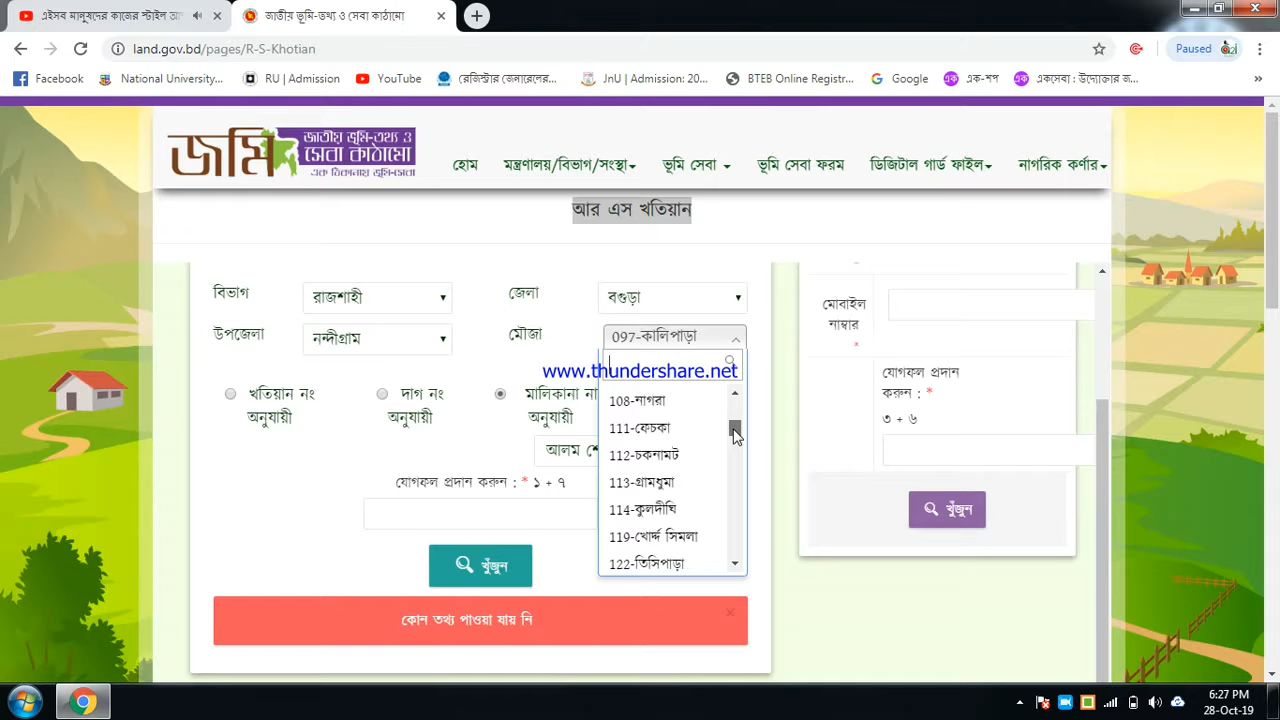 এইসব মানুষদের কাজের স্টাইল
জাতীয় ভূমি-তথ্য ও সেবা কাঠামো
land.gov.bd/pages/R-S-Khotian
Paused
Facebook
National University...
RU | Admission
YouTube
রেজিস্টার জেনারেলের...
JnU | Admission: 20...
BTEB Online Registr...
Google
এক-শপ
একসেবা : উদ্যোক্তার জ...
জমি
জাতীয় ভূমি-তথ্য ও
সেবা কাঠামো
এক ঠিকানায় ভূমি-সেবা
হোম
মন্ত্রণালয়/বিভাগ/সংস্থা
ভূমি সেবা
ভূমি সেবা ফরম
ডিজিটাল গার্ড ফাইল
নাগরিক কর্ণার
আর এস খতিয়ান
বিভাগ
রাজশাহী
জেলা
বগুড়া
উপজেলা
নন্দীগ্রাম
মৌজা
097-কালিপাড়া
www.thundershare.net
খতিয়ান নং
অনুযায়ী
দাগ নং
অনুযায়ী
মালিকানা না
অনুযায়ী
108-নাগরা
111-ফেচকা
112-চকনামট
113-গ্রামধুমা
114-কুলদীঘি
119-খোর্দ্দ সিমলা
122-তিসিপাড়া
আলম শে
যোগফল প্রদান করুন : * ১ + ৭
খুঁজুন
কোন তথ্য পাওয়া যায় নি
×
মোবাইল
নাম্বার
*
যোগফল প্রদান
করুন : *
৩ + ৬
খুঁজুন
6:27 PM
28-Oct-19